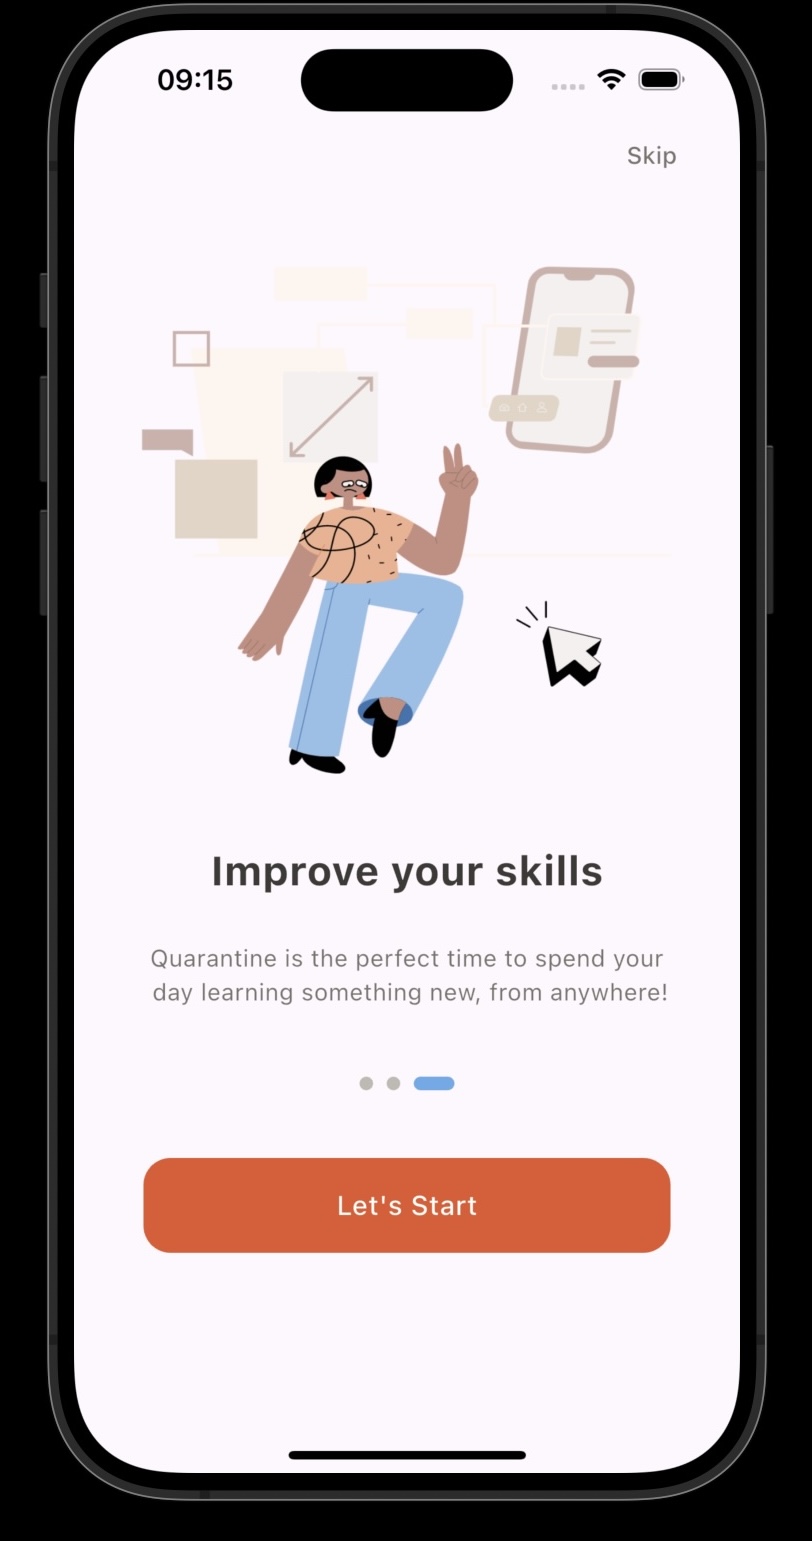 09:15
Skip
Improve your skills
Quarantine is the perfect time to spend your
day learning something new, from anywhere!
Let's Start